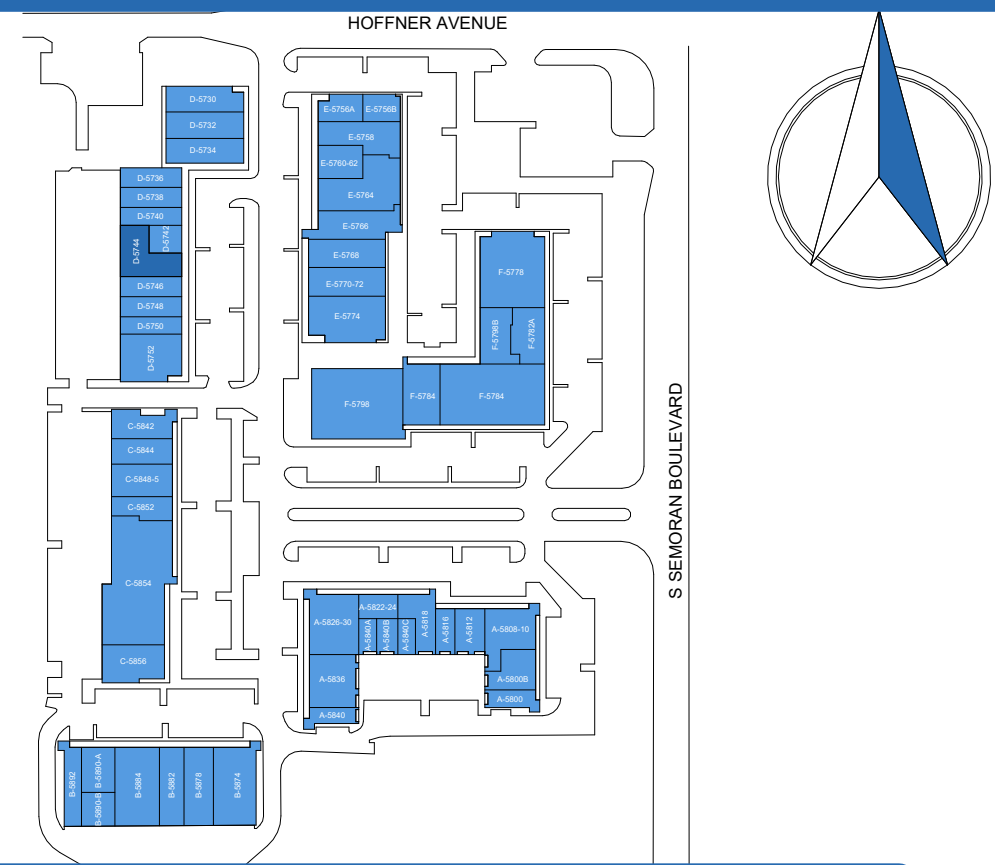 HOFFNER AVENUE
D-5730
D-5732
D-5734
D-5736
D-5738
D-5740
D-5742
D-5744
D-5746
D-5748
D-5750
D-5752
E-5756A
E-5756B
E-5758
E-5760-62
E-5764
E-5766
E-5768
E-5770-72
E-5774
F-5778
F-5798B
F-5782A
F-5798
F-5784
F-5784
S SEMORAN BOULEVARD
C-5842
C-5844
C-5848-5
C-5852
C-5854
C-5856
A-5826-30
A-5822-24
A-5840A
A-5840B
A-5840C
A-5818
A-5816
A-5812
A-5808-10
A-5836
A-5800B
A-5840
A-5800
B-5892
B-5890-A
B-5890-B
B-5884
B-5882
B-5878
B-5874